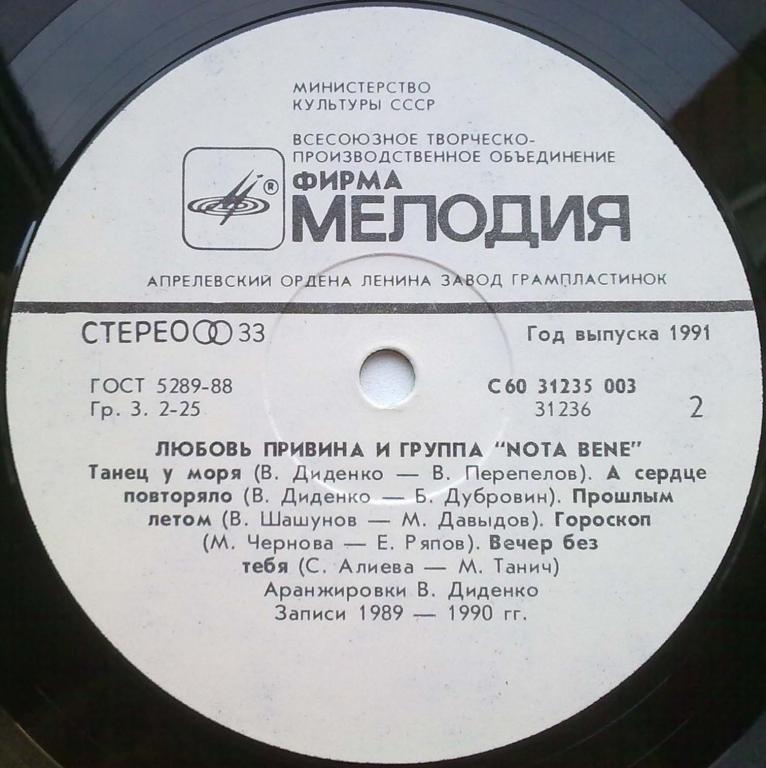 МИНИСТЕРСТВО
КУЛЬТУРЫ СССР
ВСЕСОЮЗНОЕ ТВОРЧЕСКО-
ПРОИЗВОДСТВЕННОЕ ОБЪЕДИНЕНИЕ
®
ФИРМА
МЕЛОДИЯ
АПРЕЛЕВСКИЙ ОРДЕНА ЛЕНИНА ЗАВОД ГРАМПЛАСТИНОК
СТЕРЕО 33
Год выпуска 1991
ГОСТ 5289-88
С60 31235 003
Гр. 3. 2-25
31236
2
ЛЮБОВЬ ПРИВИНА И ГРУППА "NOTA BENE"
Танец у моря (В. Диденко — В. Перепелов). А сердце
повторяло (В. Диденко — Б. Дубровин). Прошлым
летом (В. Шашунов — М. Давыдов). Гороскоп
(М. Чернова — Е. Ряпов). Вечер без
тебя (С. Алиева — М. Танич)
Аранжировки В. Диденко
Записи 1989 — 1990 гг.